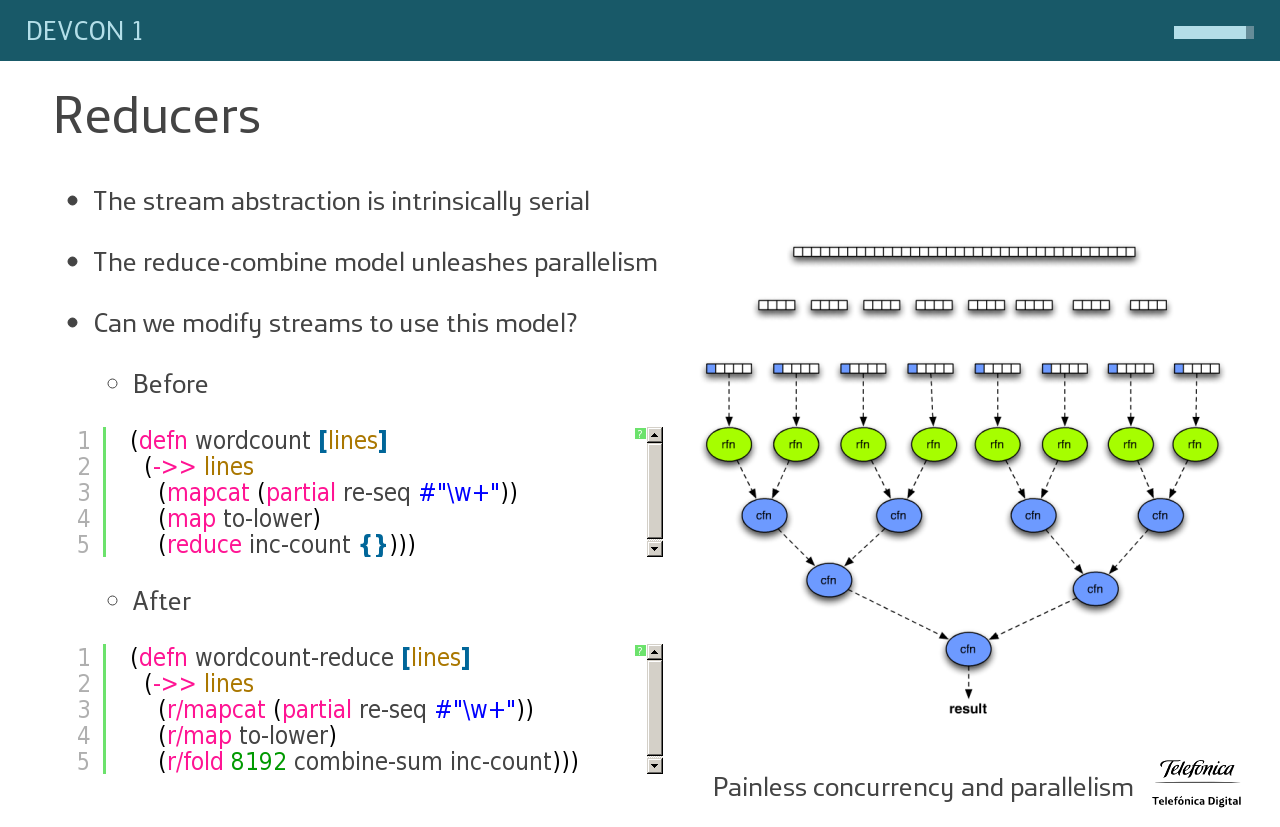 DEVCON 1
Reducers
• The stream abstraction is intrinsically serial
• The reduce-combine model unleashes parallelism
• Can we modify streams to use this model?
○ Before
1 (defn wordcount [lines]
2 (->> lines
3 (mapcat (partial re-seq #"\w+"))
4 (map to-lower)
5 (reduce inc-count {})))
?
○ After
1 (defn wordcount-reduce [lines]
2 (->> lines
3 (r/mapcat (partial re-seq #"\w+"))
4 (r/map to-lower)
5 (r/fold 8192 combine-sum inc-count)))
?
rfn rfn rfn rfn rfn rfn rfn rfn
cfn cfn cfn cfn
cfn cfn
cfn
result
Painless concurrency and parallelism
Telefónica
Telefónica Digital